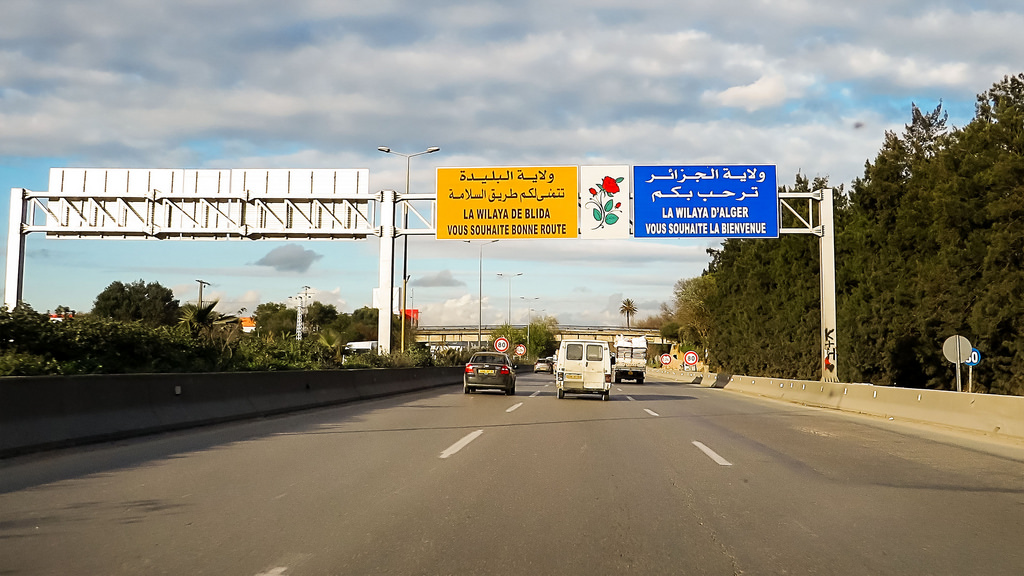 ولاية البليدة
تتمنى لكم طريق السلامة
LA WILAYA DE BLIDA
VOUS SOUHAITE BONNE ROUTE
ولاية الجزائر
ترحب بكم
LA WILAYA D'ALGER
VOUS SOUHAITE LA BIENVENUE
80